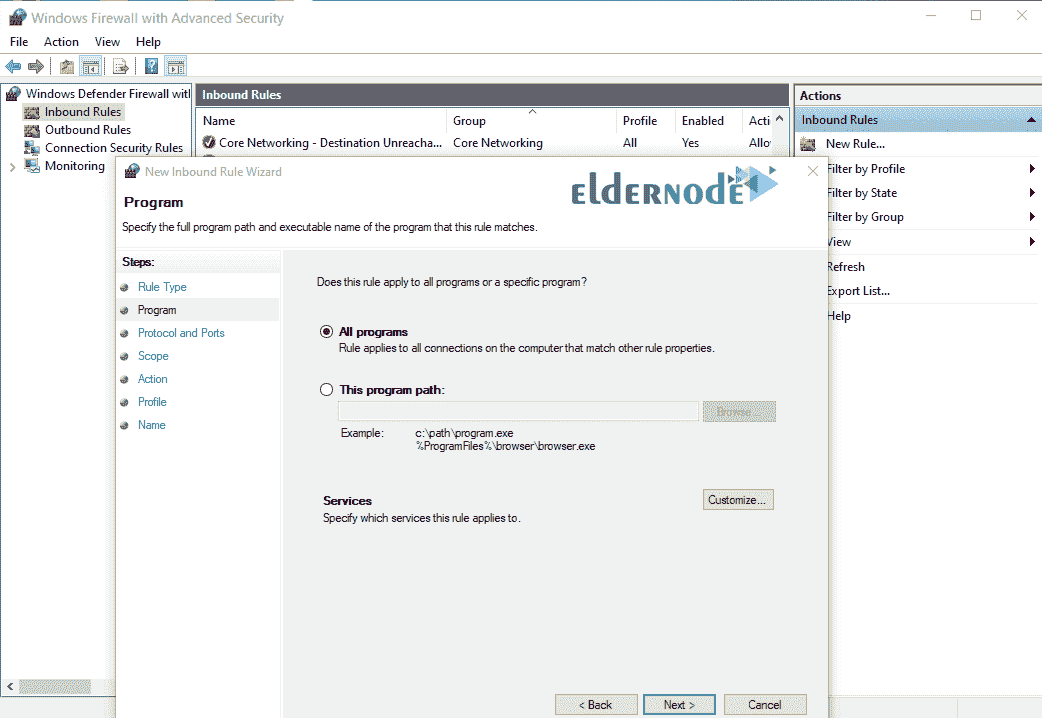 Windows Firewall with Advanced Security
File Action View Help
Windows Defender Firewall witl
Inbound Rules
Outbound Rules
Connection Security Rules
Monitoring
Inbound Rules
Name Group Profile Enabled Acti
Core Networking - Destination Unreacha... Core Networking All Yes Allo
Actions
Inbound Rules
New Rule...
Filter by Profile
Filter by State
Filter by Group
View
Refresh
Export List...
Help
New Inbound Rule Wizard
ELDERNODE
Program
Specify the full program path and executable name of the program that this rule matches.
Steps:
Rule Type
Program
Protocol and Ports
Scope
Action
Profile
Name
Does this rule apply to all programs or a specific program?
All programs
Rule applies to all connections on the computer that match other rule properties.
This program path:
Browse...
Example: c:\path\program.exe
%ProgramFiles%\browser\browser.exe
Services
Specify which services this rule applies to.
Customize...
< Back Next > Cancel